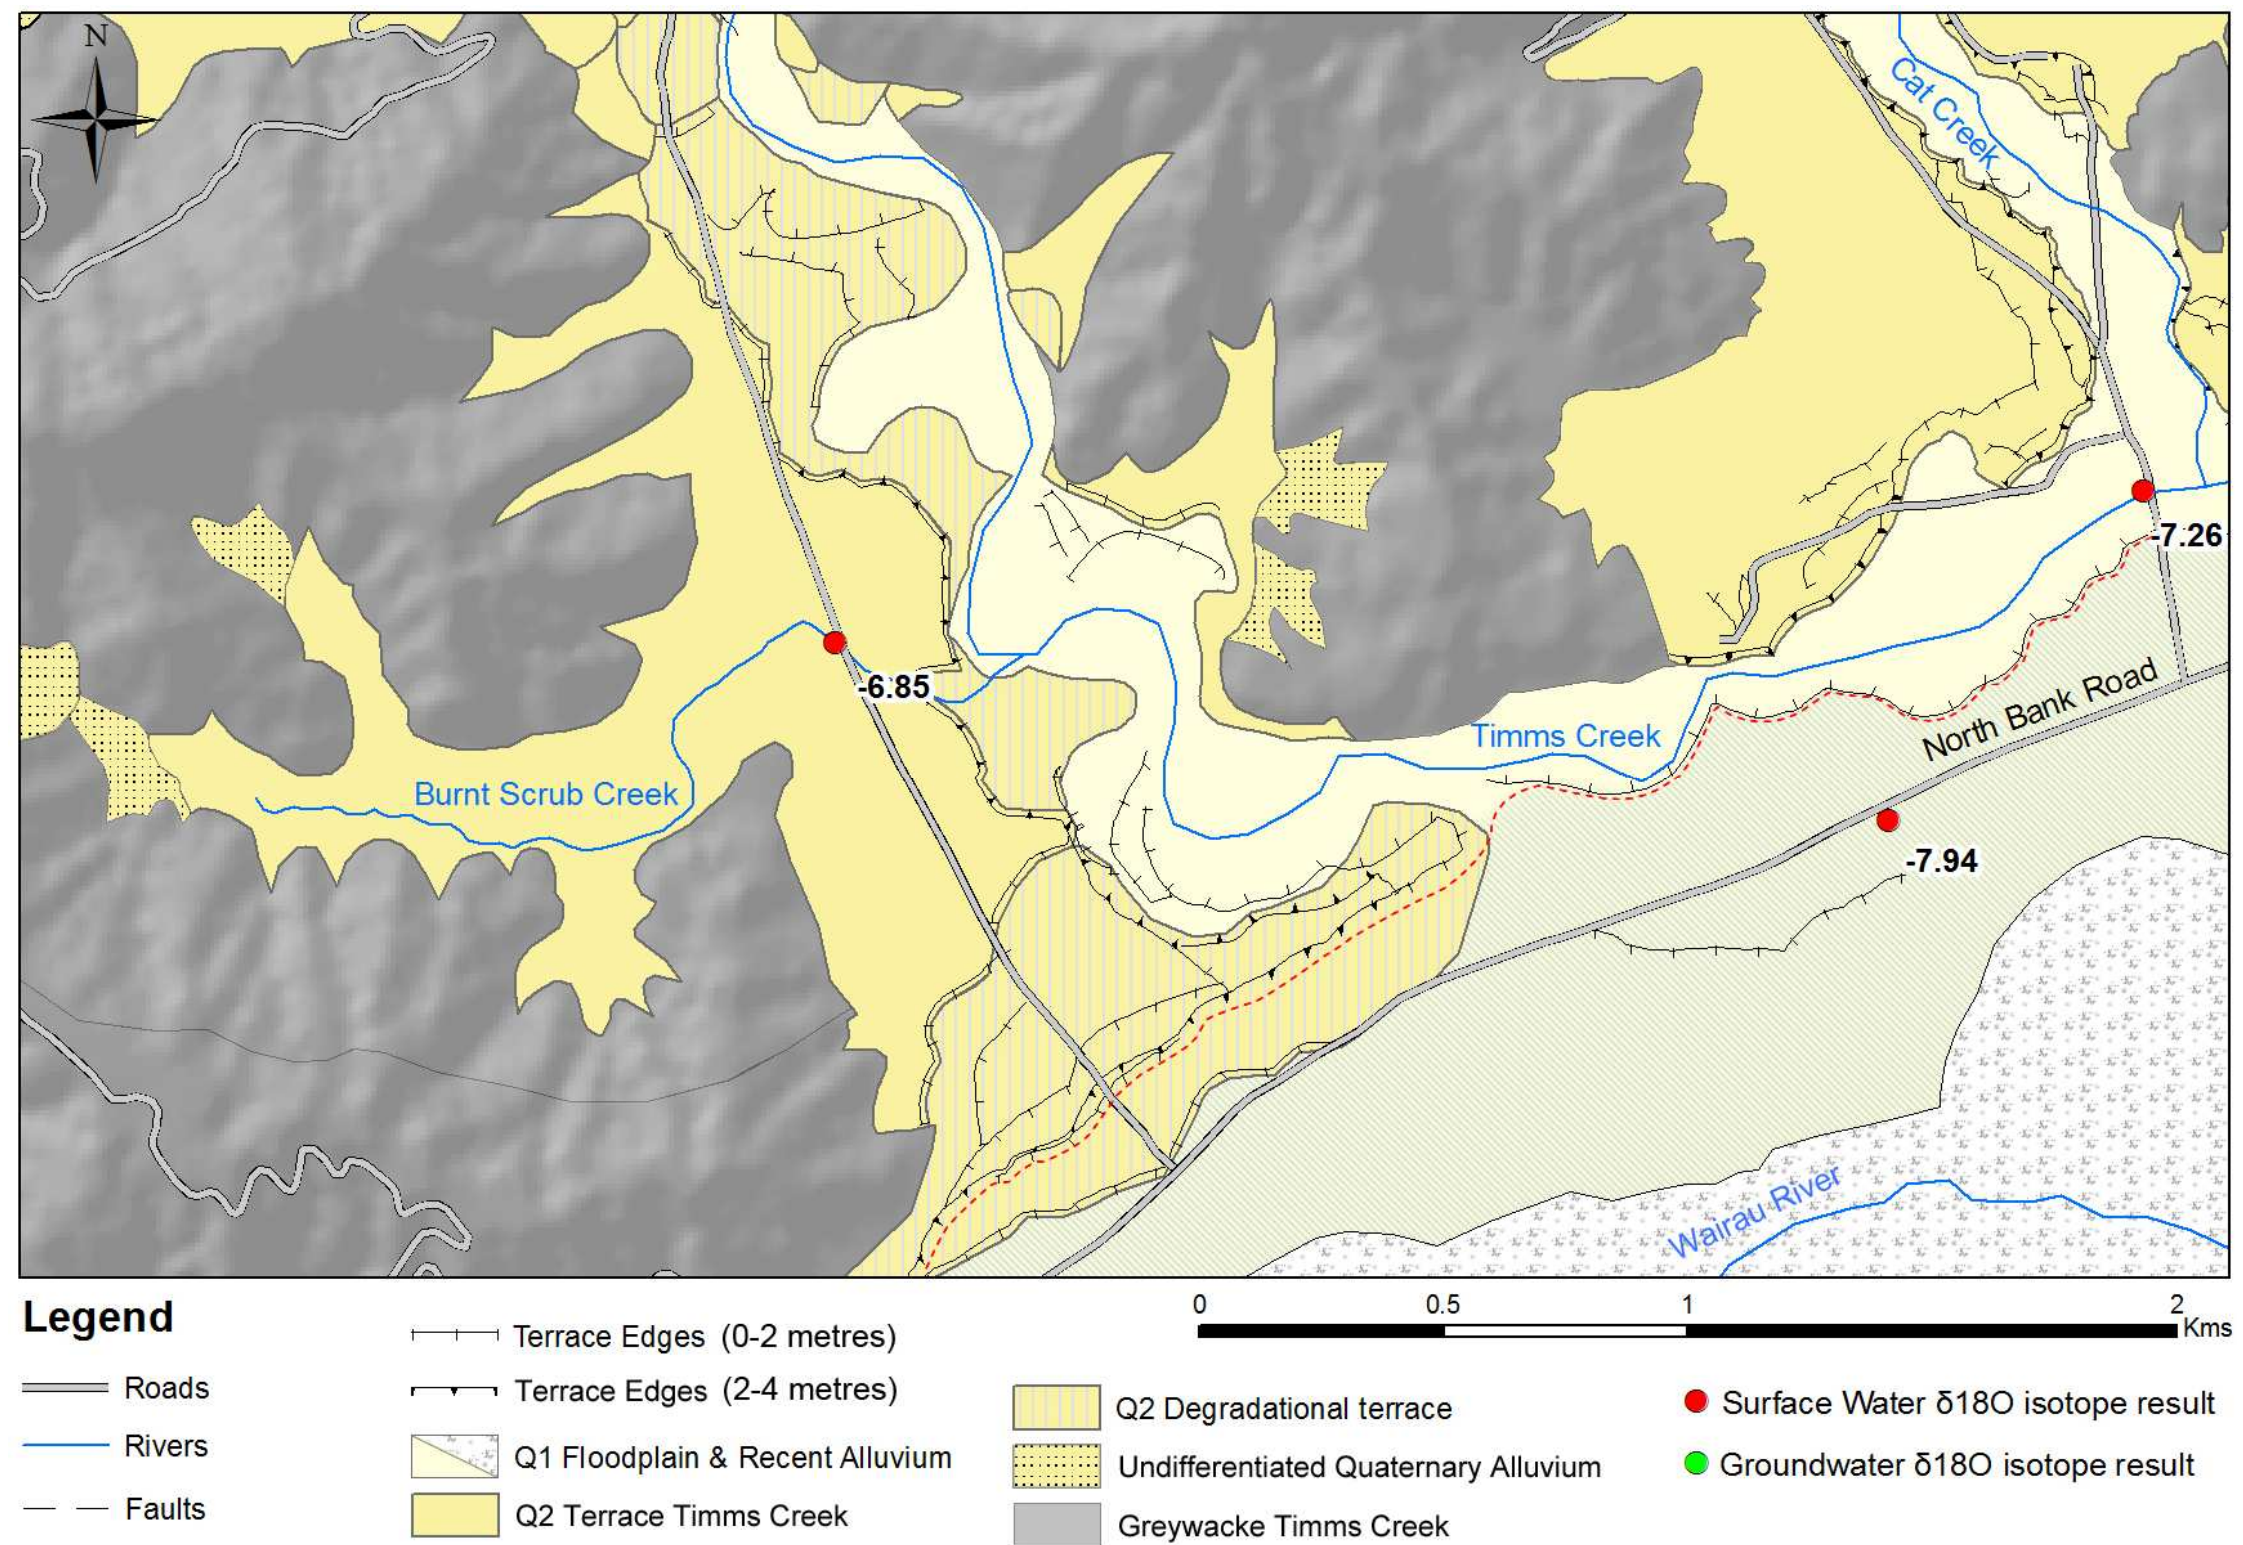 N
Cat Creek
-7.26
-6.85
North Bank Road
Timms Creek
Burnt Scrub Creek
-7.94
Wairau River
Legend
0 0.5 1 2
Kms
Terrace Edges (0-2 metres)
Roads
Terrace Edges (2-4 metres)
Q2 Degradational terrace
Surface Water δ18O isotope result
Rivers
Q1 Floodplain & Recent Alluvium
Undifferentiated Quaternary Alluvium
Groundwater δ18O isotope result
Faults
Q2 Terrace Timms Creek
Greywacke Timms Creek